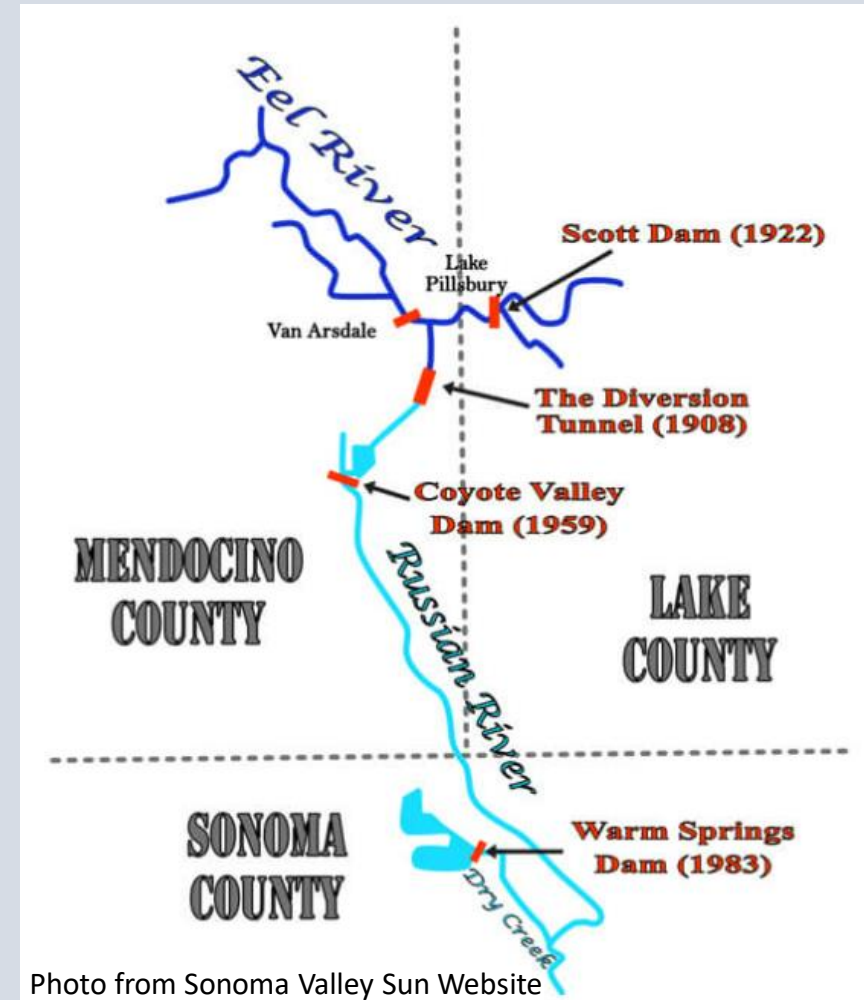 Eel River
Scott Dam (1922)
Lake
Pillsbury
Van Arsdale
The Diversion
Tunnel (1908)
Coyote Valley
Dam (1959)
MENDOCINO
COUNTY
Russian River
LAKE
COUNTY
SONOMA
COUNTY
Warm Springs
Dam (1983)
Dry Creek
Photo from Sonoma Valley Sun Website